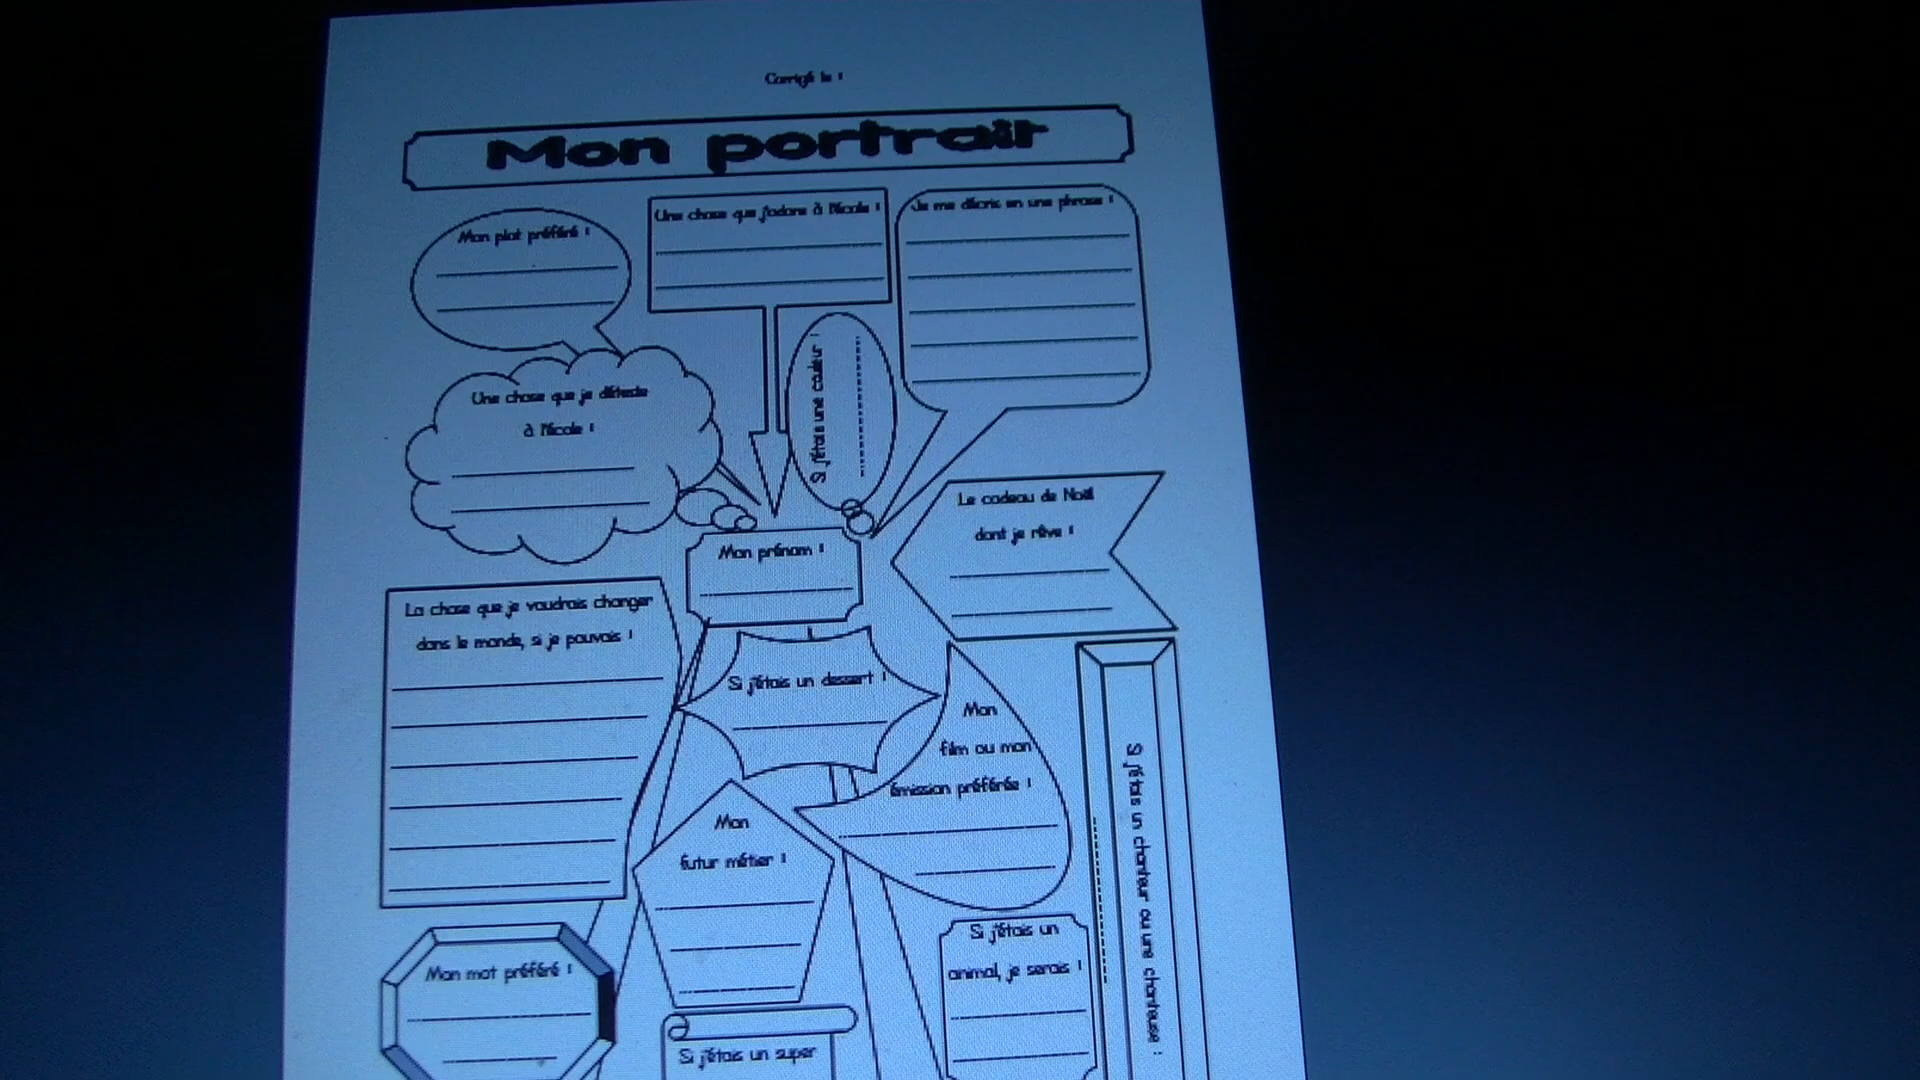 Corrigé le :
Mon portrait
Mon plat préféré :
Une chose que j'adore à l'école :
Je me décris en une phrase :
Si j'étais une couleur :
Une chose que je déteste
à l'école :
Mon prénom :
Le cadeau de Noël
dont je rêve :
La chose que je voudrais changer
dans le monde, si je pouvais :
Si j'étais un dessert :
Mon
film ou mon
émission préférée :
Si j'étais un chanteur ou une chanteuse :
Mon
futur métier :
Si j'étais un
animal, je serais :
Mon mot préféré :
Si j'étais un super